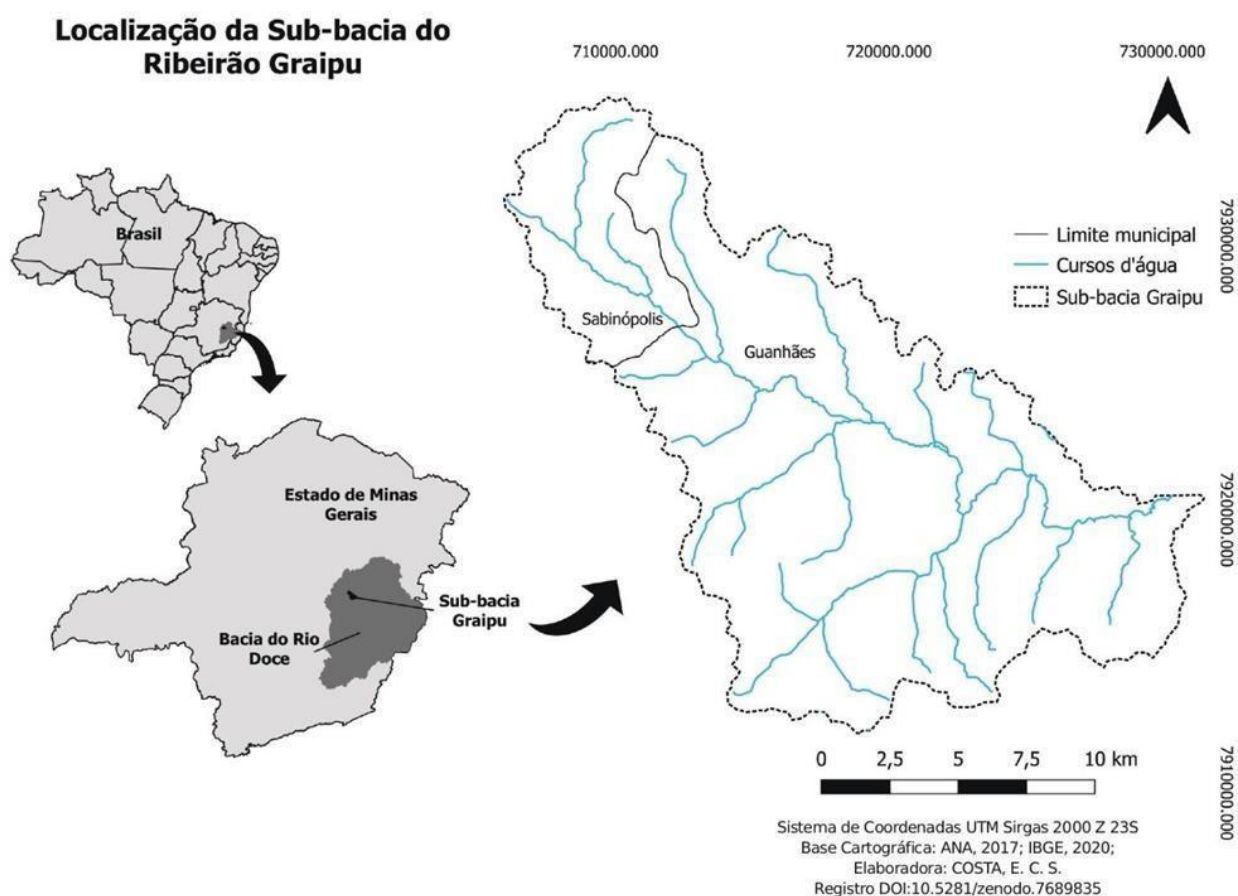 Localização da Sub-bacia do
Ribeirão Graipu
710000.000
720000.000
730000.000
7930000.000
7920000.000
7910000.000
Brasil
Estado de Minas
Gerais
Sub-bacia
Graipu
Bacia do Rio
Doce
Sabinópolis
Guanhães
Limite municipal
Cursos d'água
Sub-bacia Graipu
0 2,5 5 7,5 10 km
Sistema de Coordenadas UTM Sirgas 2000 Z 23S
Base Cartográfica: ANA, 2017; IBGE, 2020;
Elaboradora: COSTA, E. C. S.
Registro DOI:10.5281/zenodo.7689835